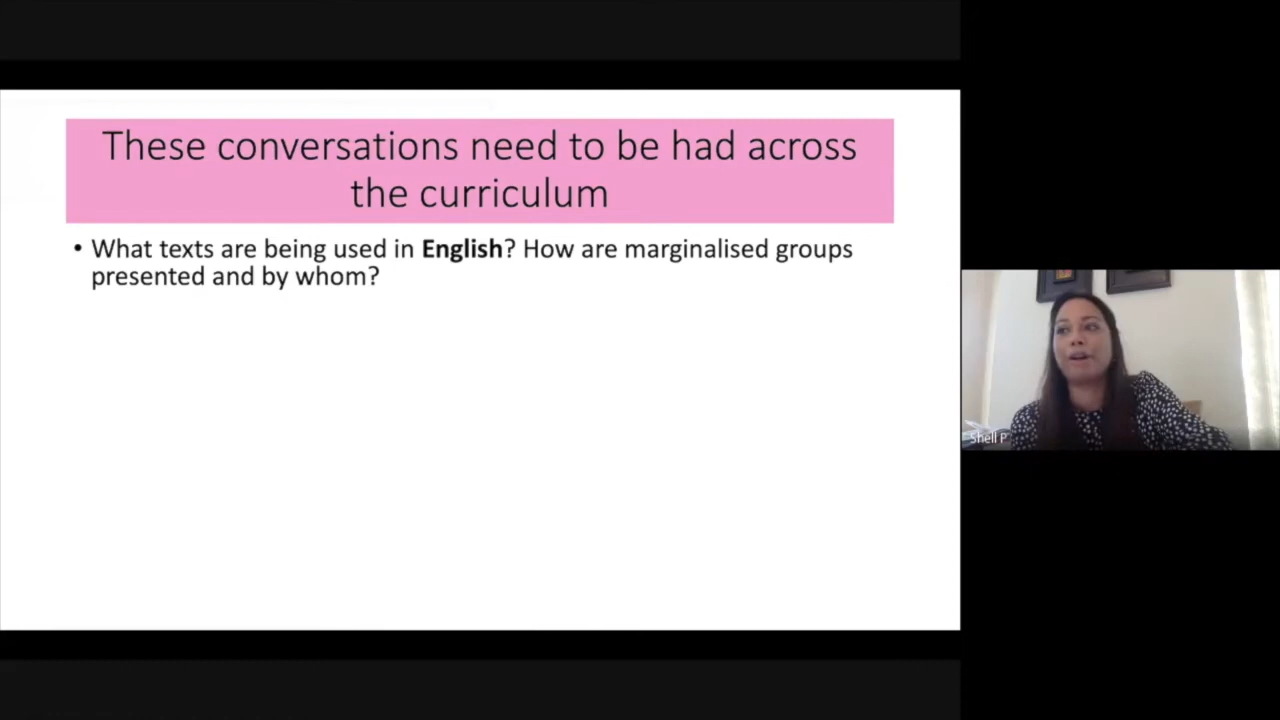 These conversations need to be had across
the curriculum
• What texts are being used in English? How are marginalised groups
presented and by whom?
Shell P